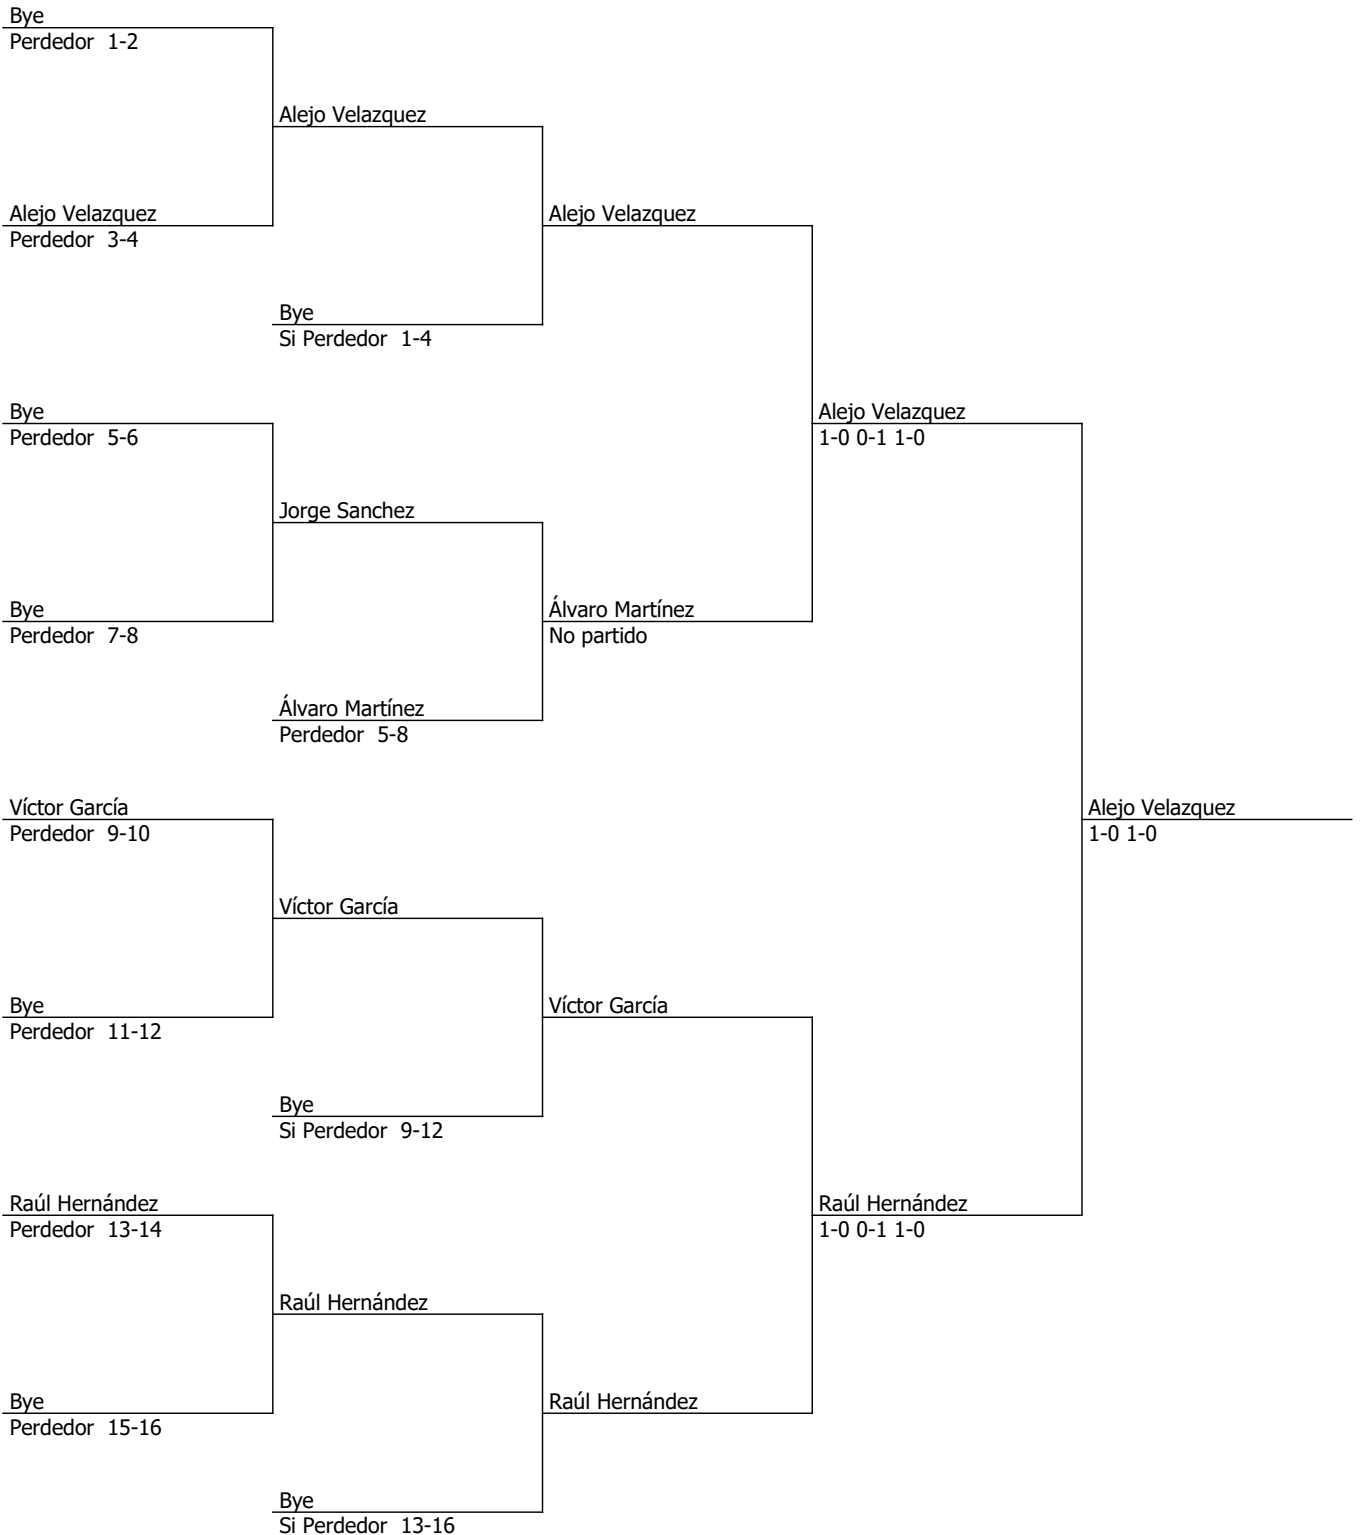 Bye
Perdedor 1-2
Alejo Velazquez
Alejo Velazquez
Perdedor 3-4
Alejo Velazquez
Bye
Si Perdedor 1-4
Bye
Perdedor 5-6
Alejo Velazquez
1-0 0-1 1-0
Jorge Sanchez
Bye
Perdedor 7-8
Álvaro Martínez
No partido
Álvaro Martínez
Perdedor 5-8
Víctor García
Perdedor 9-10
Alejo Velazquez
1-0 1-0
Víctor García
Bye
Perdedor 11-12
Víctor García
Bye
Si Perdedor 9-12
Raúl Hernández
Perdedor 13-14
Raúl Hernández
1-0 0-1 1-0
Raúl Hernández
Bye
Perdedor 15-16
Raúl Hernández
Bye
Si Perdedor 13-16